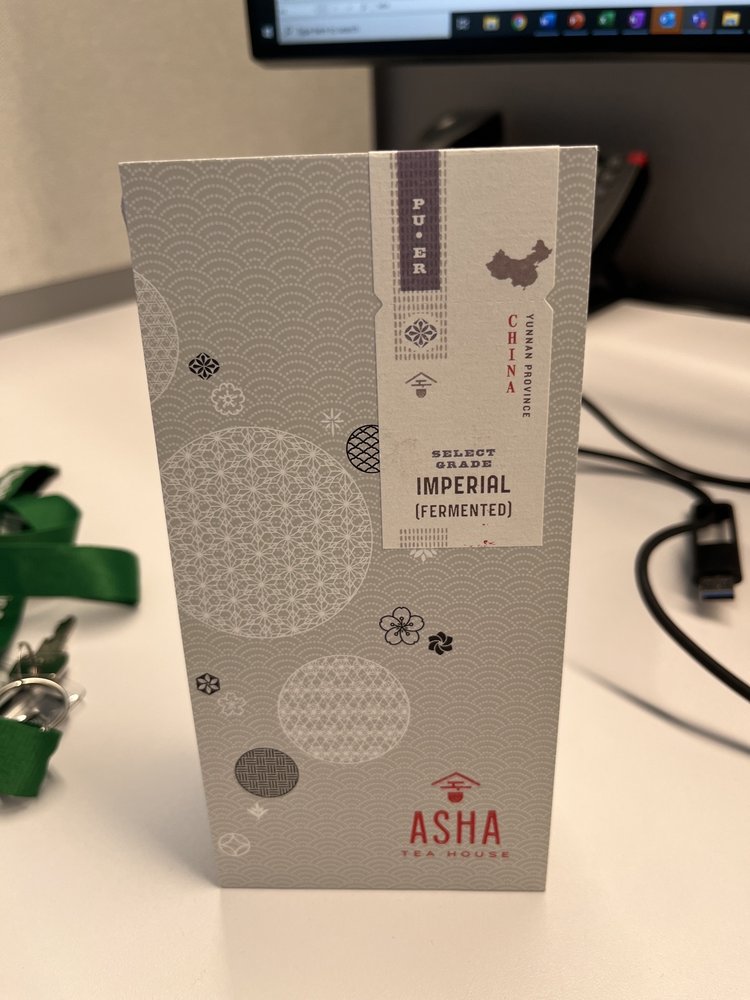 PU•ER
CHINA
YUNNAN PROVINCE
SELECT
GRADE
IMPERIAL
(FERMENTED)
ASHA
TEA HOUSE